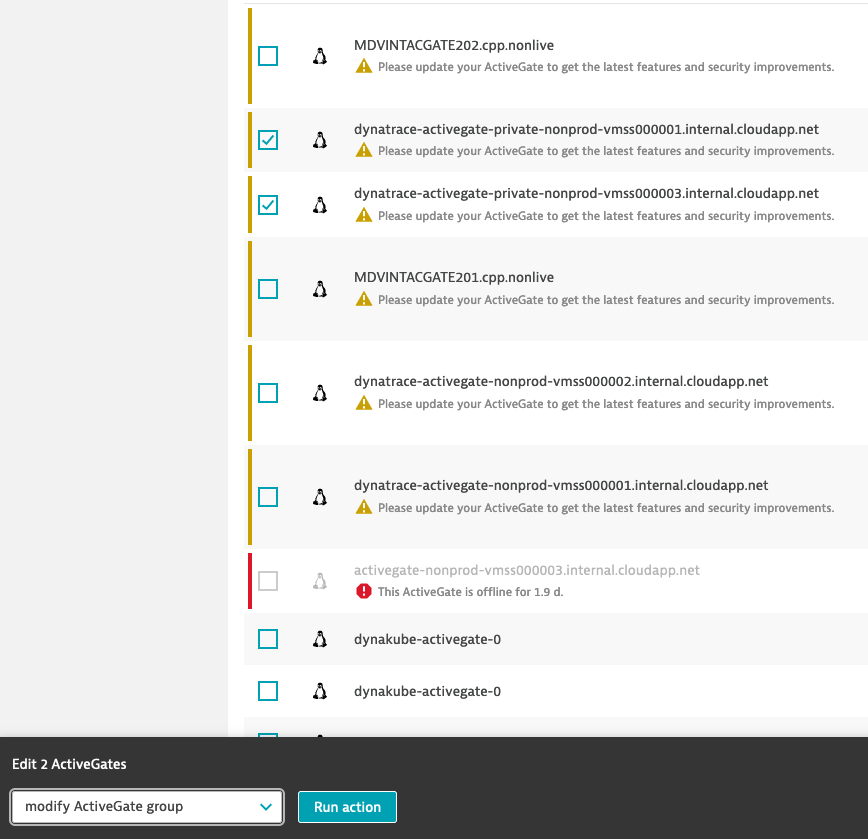 MDVINTACGATE202.cpp.nonlive
Please update your ActiveGate to get the latest features and security improvements.
dynatrace-activegate-private-nonprod-vmss000001.internal.cloudapp.net
Please update your ActiveGate to get the latest features and security improvements.
dynatrace-activegate-private-nonprod-vmss000003.internal.cloudapp.net
Please update your ActiveGate to get the latest features and security improvements.
MDVINTACGATE201.cpp.nonlive
Please update your ActiveGate to get the latest features and security improvements.
dynatrace-activegate-nonprod-vmss000002.internal.cloudapp.net
Please update your ActiveGate to get the latest features and security improvements.
dynatrace-activegate-nonprod-vmss000001.internal.cloudapp.net
Please update your ActiveGate to get the latest features and security improvements.
activegate-nonprod-vmss000003.internal.cloudapp.net
This ActiveGate is offline for 1.9 d.
dynakube-activegate-0
dynakube-activegate-0
Edit 2 ActiveGates
modify ActiveGate group
Run action